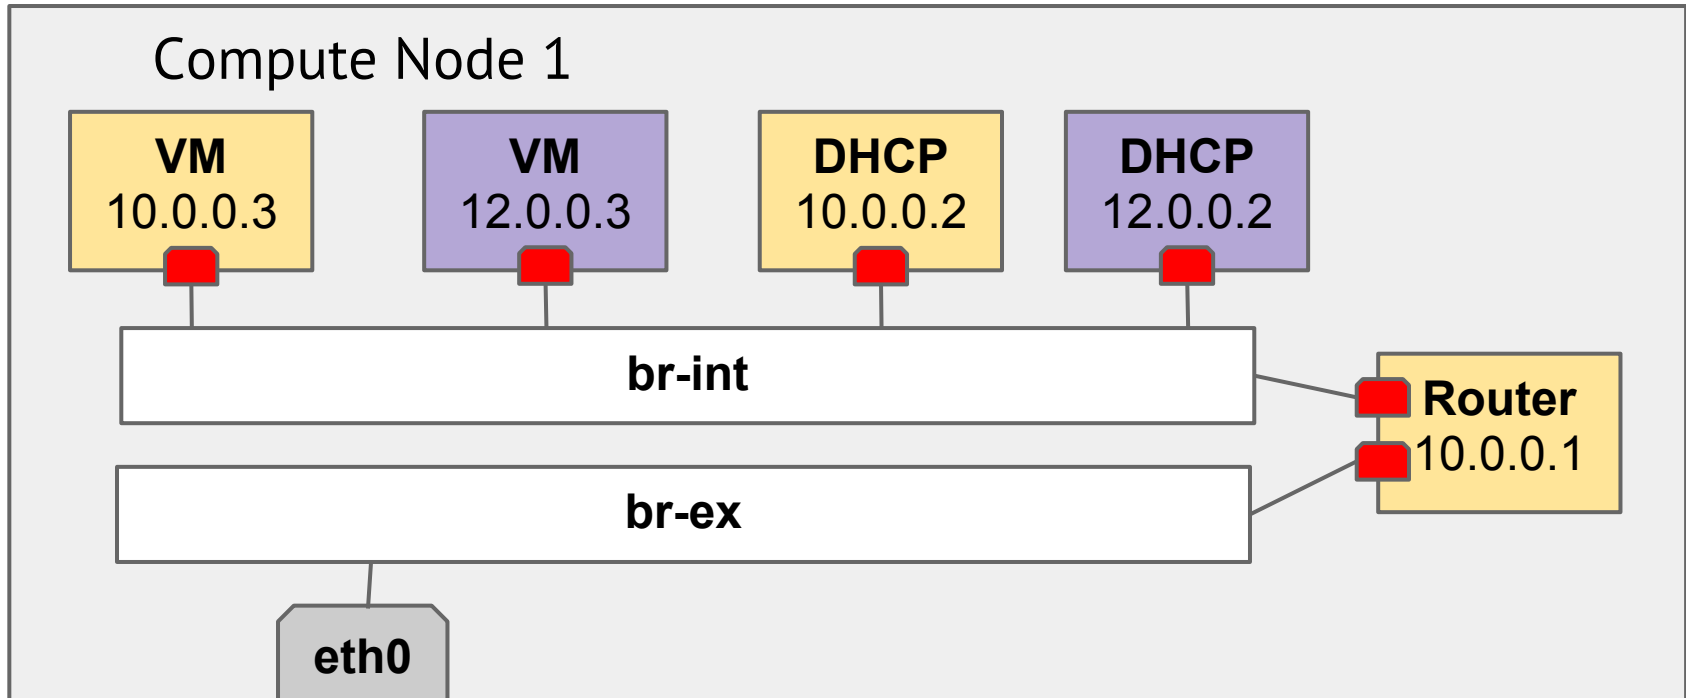 Compute Node 1
VM
10.0.0.3
VM
12.0.0.3
DHCP
10.0.0.2
DHCP
12.0.0.2
br-int
Router
10.0.0.1
br-ex
eth0